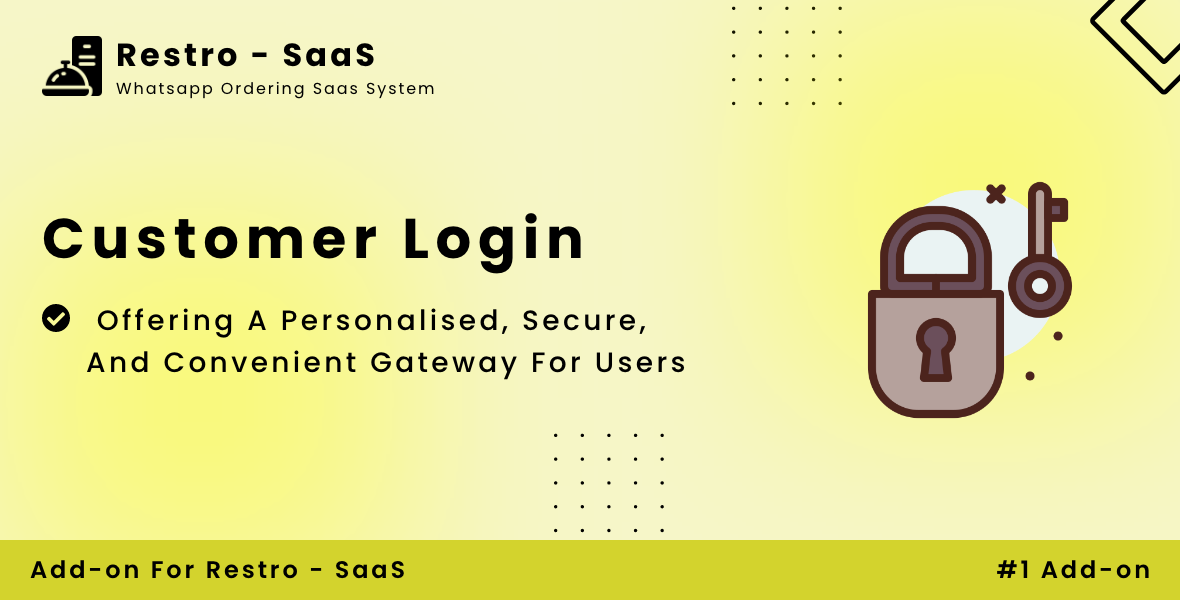 Restro - SaaS
Whatsapp Ordering Saas System
Customer Login
Offering A Personalised, Secure,
And Convenient Gateway For Users
Add-on For Restro - SaaS
#1 Add-on